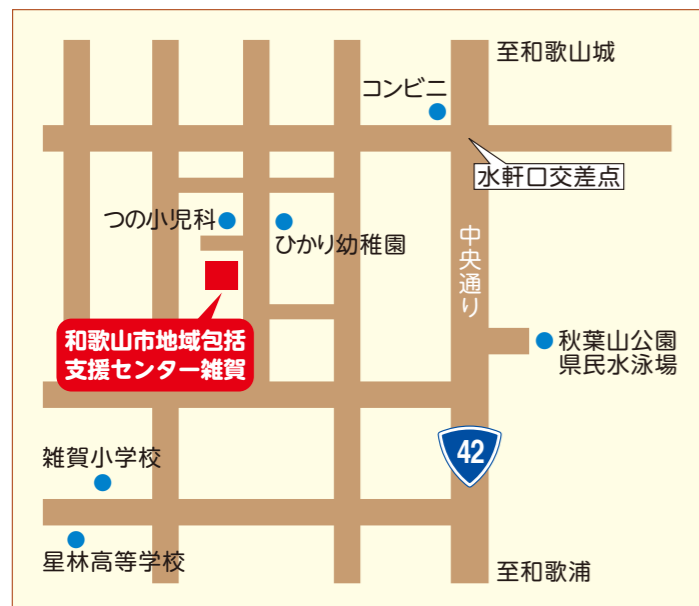 至和歌山城
コンビニ
水軒口交差点
つの小児科
ひかり幼稚園
中央通り
和歌山市地域包括
支援センター雑賀
秋葉山公園
県民水泳場
42
雑賀小学校
星林高等学校
至和歌浦